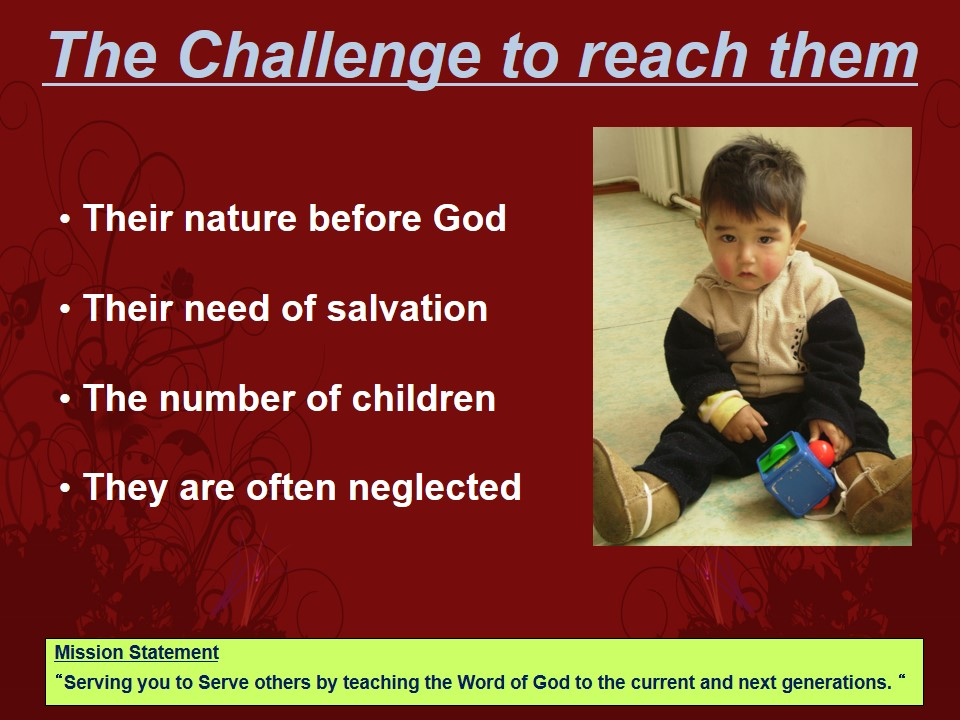 The Challenge to reach them
• Their nature before God
• Their need of salvation
• The number of children
• They are often neglected
Mission Statement
“Serving you to Serve others by teaching the Word of God to the current and next generations. “